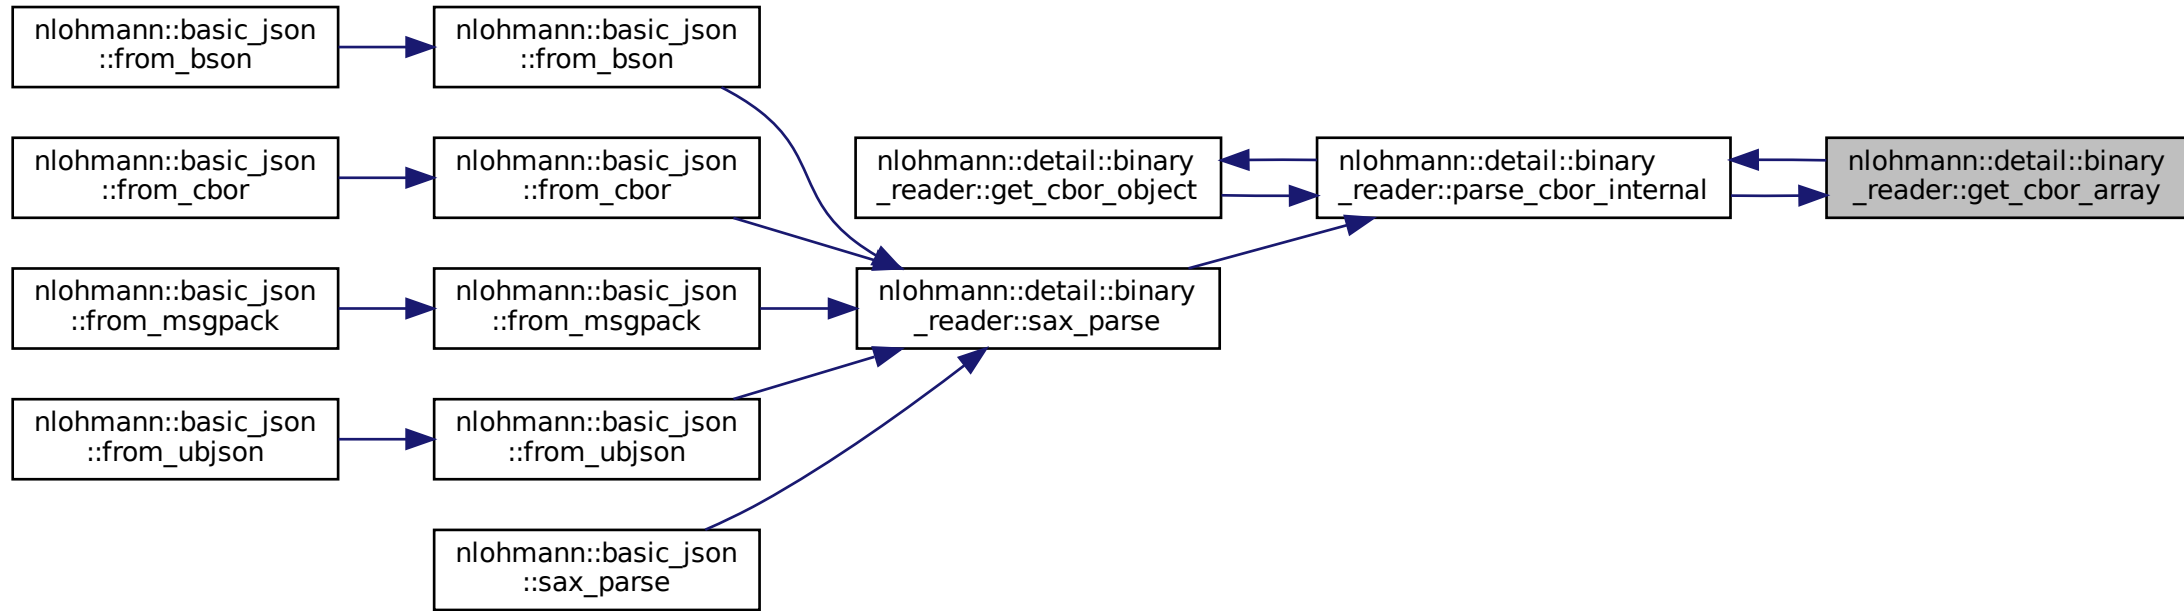 nlohmann::basic_json
::from_bson
nlohmann::basic_json
::from_bson
nlohmann::basic_json
::from_cbor
nlohmann::basic_json
::from_cbor
nlohmann::detail::binary
_reader::get_cbor_object
nlohmann::detail::binary
_reader::parse_cbor_internal
nlohmann::detail::binary
_reader::get_cbor_array
nlohmann::basic_json
::from_msgpack
nlohmann::basic_json
::from_msgpack
nlohmann::detail::binary
_reader::sax_parse
nlohmann::basic_json
::from_ubjson
nlohmann::basic_json
::from_ubjson
nlohmann::basic_json
::sax_parse